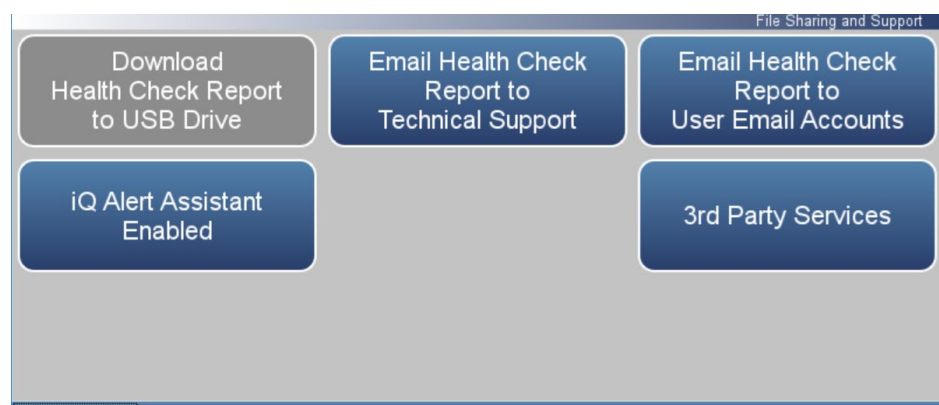 File Sharing and Support
Download
Health Check Report
to USB Drive
Email Health Check
Report to
Technical Support
Email Health Check
Report to
User Email Accounts
iQ Alert Assistant
Enabled
3rd Party Services